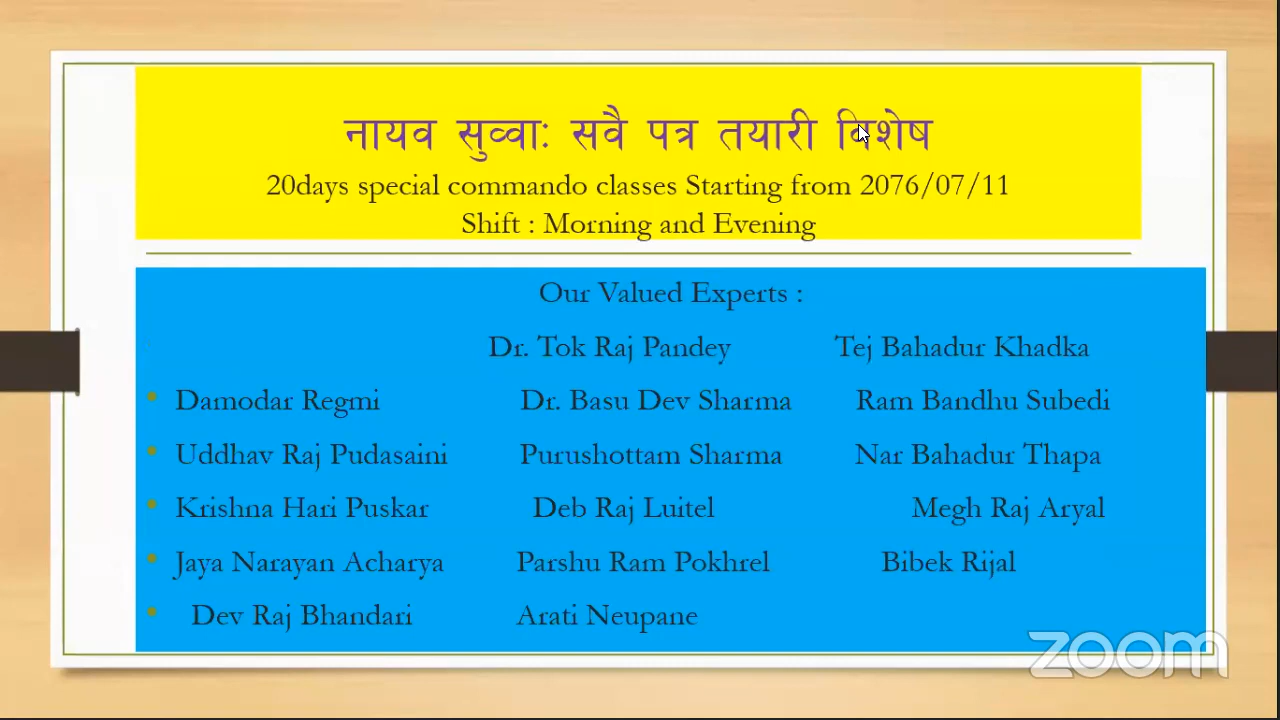 नायव सुव्वाः सवै पत्र तयारी विशेष
20days special commando classes Starting from 2076/07/11
Shift : Morning and Evening
Our Valued Experts :
Dr. Tok Raj Pandey Tej Bahadur Khadka
• Damodar Regmi Dr. Basu Dev Sharma Ram Bandhu Subedi
• Uddhav Raj Pudasaini Purushottam Sharma Nar Bahadur Thapa
• Krishna Hari Puskar Deb Raj Luitel Megh Raj Aryal
• Jaya Narayan Acharya Parshu Ram Pokhrel Bibek Rijal
• Dev Raj Bhandari Arati Neupane
zoom